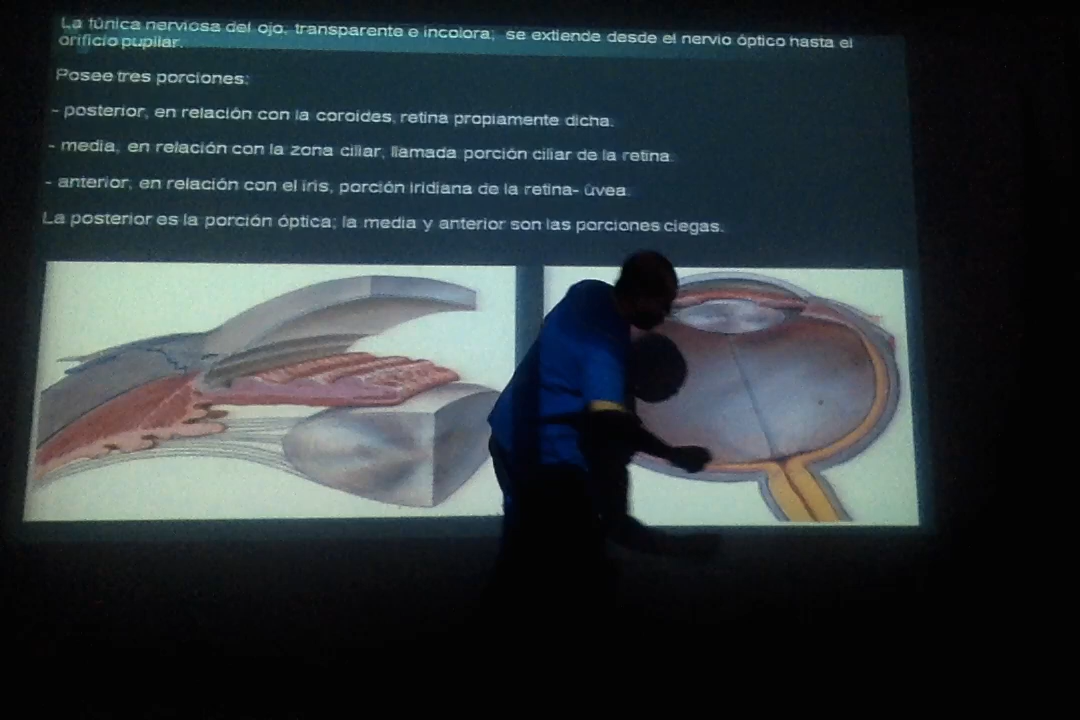 La túnica nerviosa del ojo, transparente e incolora; se extiende desde el nervio óptico hasta el
orificio pupilar.
Posee tres porciones:
- posterior, en relación con la coroides, retina propiamente dicha.
- media, en relación con la zona ciliar, llamada porción ciliar de la retina.
- anterior, en relación con el iris, porción iridiana de la retina- úvea.
La posterior es la porción óptica; la media y anterior son las porciones ciegas.